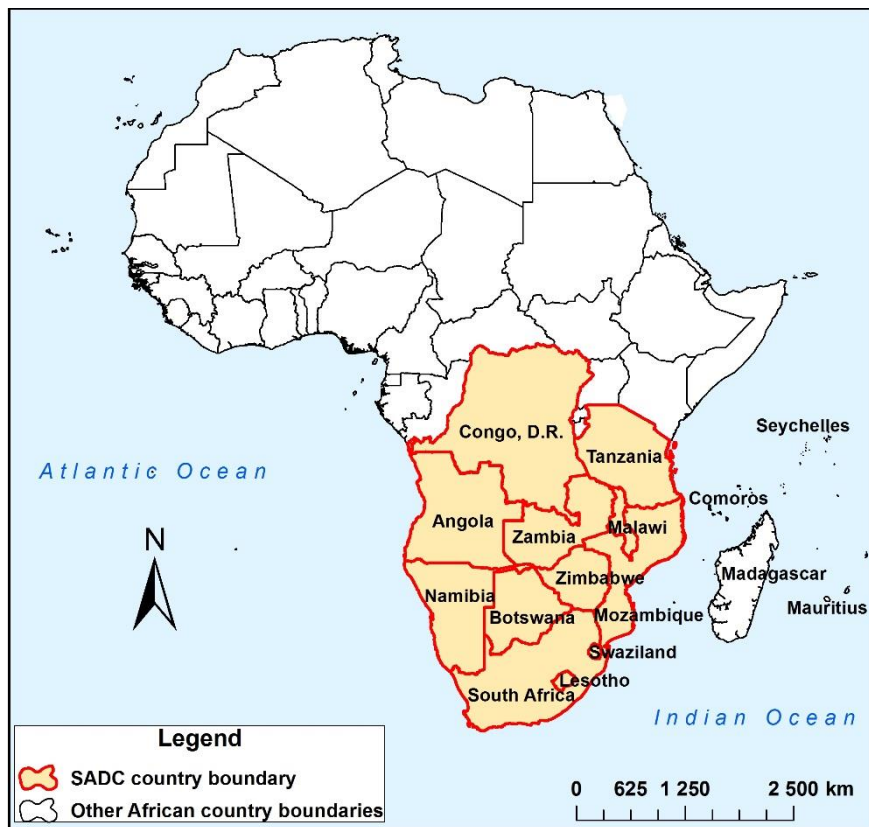 Seychelles
Congo, D.R.
Tanzania
Atlantic Ocean
Comoros
Angola
Malawi
Zambia
N
Madagascar
Zimbabwe
Namibia
Mauritius
Botswana
Mozambique
Swaziland
Lesotho
South Africa
Indian Ocean
Legend
SADC country boundary
Other African country boundaries
0 625 1 250 2 500 km